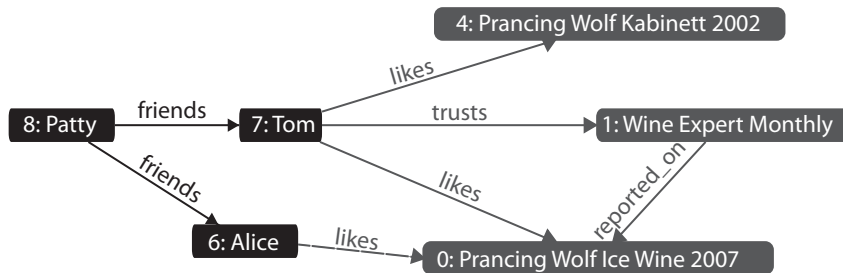 4: Prancing Wolf Kabinett 2002
likes
friends
trusts
8: Patty
7: Tom
1: Wine Expert Monthly
friends
likes
reported_on
6: Alice
likes
0: Prancing Wolf Ice Wine 2007